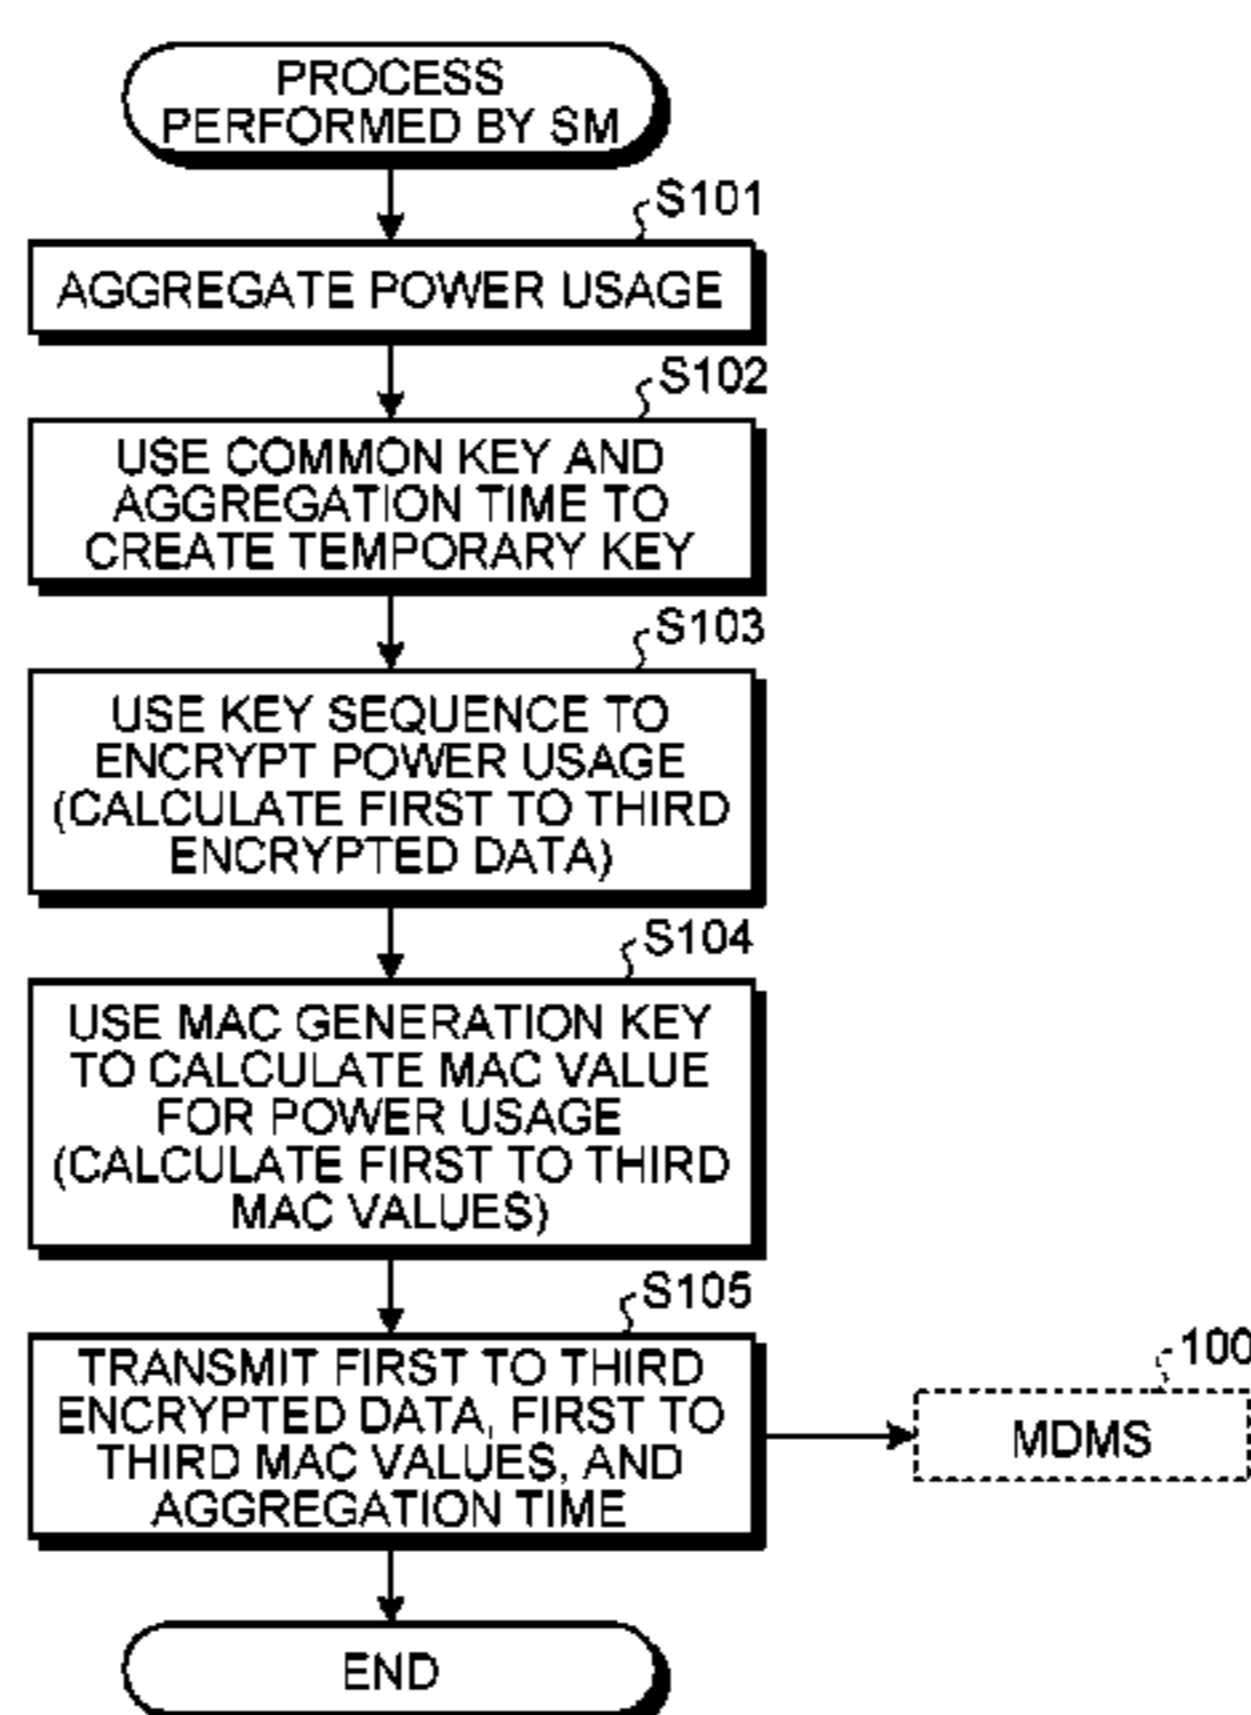 PROCESS
PERFORMED BY SM
S101
AGGREGATE POWER USAGE
S102
USE COMMON KEY AND
AGGREGATION TIME TO
CREATE TEMPORARY KEY
S103
USE KEY SEQUENCE TO
ENCRYPT POWER USAGE
(CALCULATE FIRST TO THIRD
ENCRYPTED DATA)
S104
USE MAC GENERATION KEY
TO CALCULATE MAC VALUE
FOR POWER USAGE
(CALCULATE FIRST TO THIRD
MAC VALUES)
S105
TRANSMIT FIRST TO THIRD
ENCRYPTED DATA, FIRST TO
THIRD MAC VALUES, AND
AGGREGATION TIME
100
MDMS
END